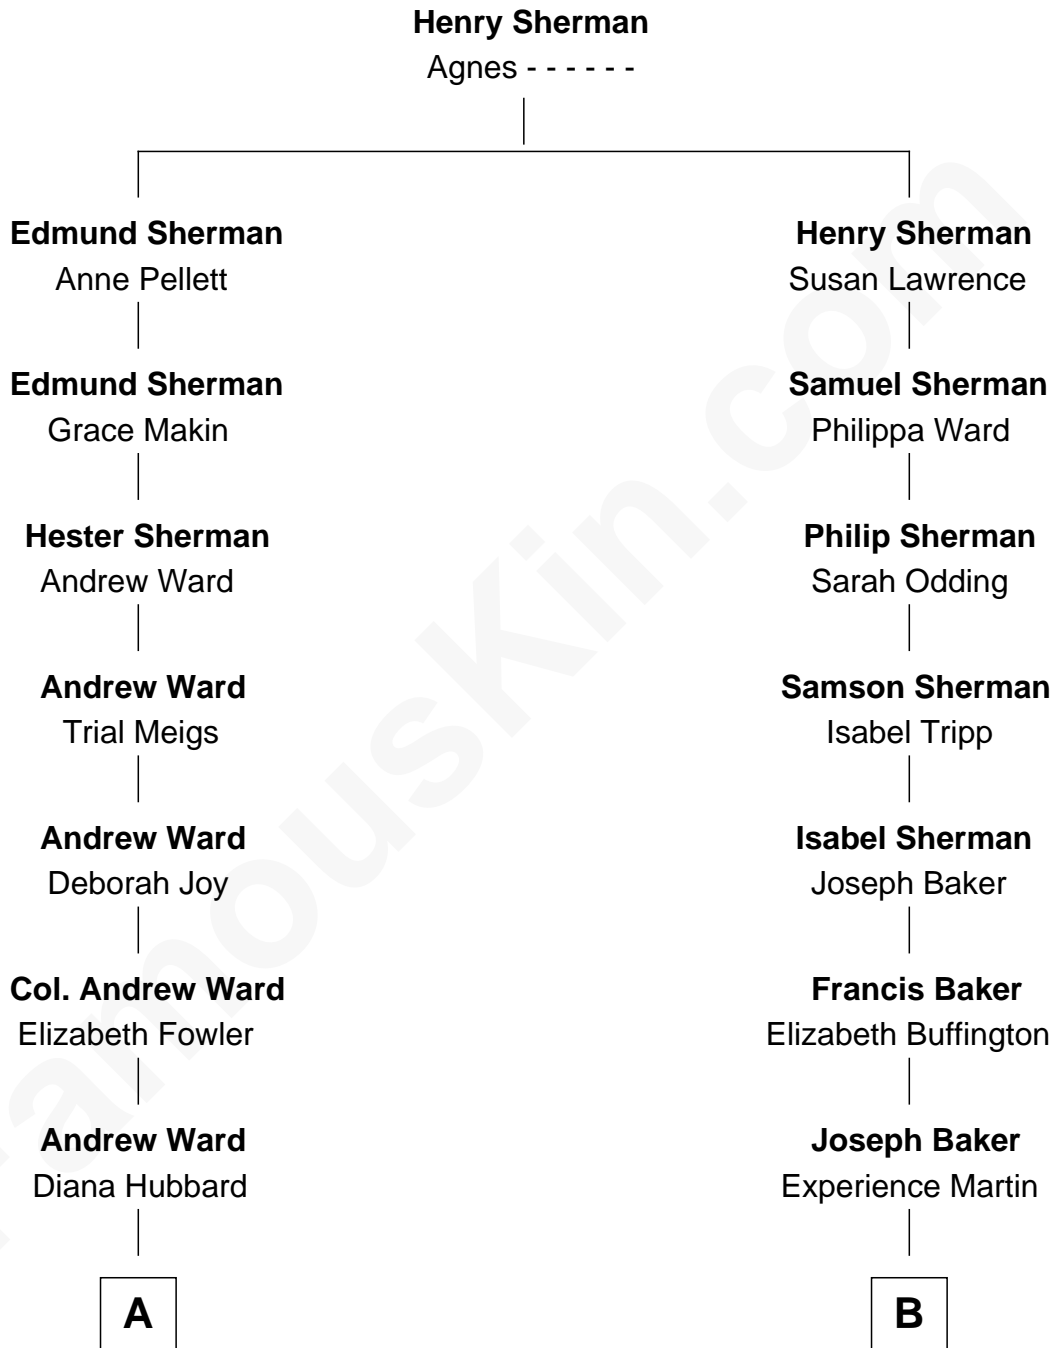 Henry Sherman
Agnes - - - - - -
Edmund Sherman
Anne Pellett
Henry Sherman
Susan Lawrence
Edmund Sherman
Grace Makin
Samuel Sherman
Philippa Ward
Hester Sherman
Andrew Ward
Philip Sherman
Sarah Odding
Andrew Ward
Trial Meigs
Samson Sherman
Isabel Tripp
Andrew Ward
Deborah Joy
Isabel Sherman
Joseph Baker
Col. Andrew Ward
Elizabeth Fowler
Francis Baker
Elizabeth Buffington
Andrew Ward
Diana Hubbard
Joseph Baker
Experience Martin
A
B
FamousKin.com